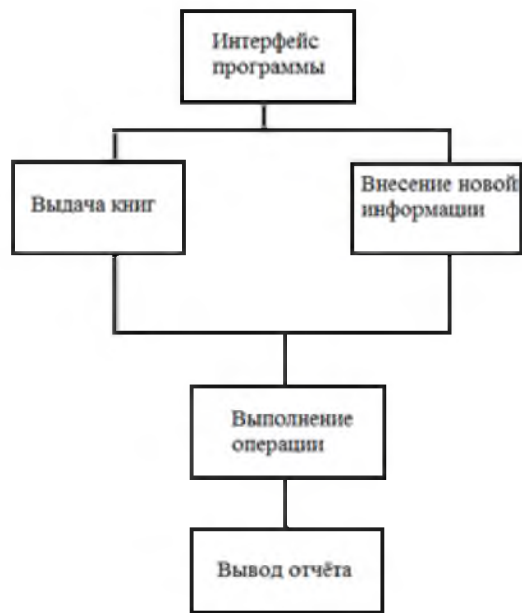 Интерфейс
программы
Выдача книг
Внесение новой
информации
Выполнение
операции
Вывод отчёта